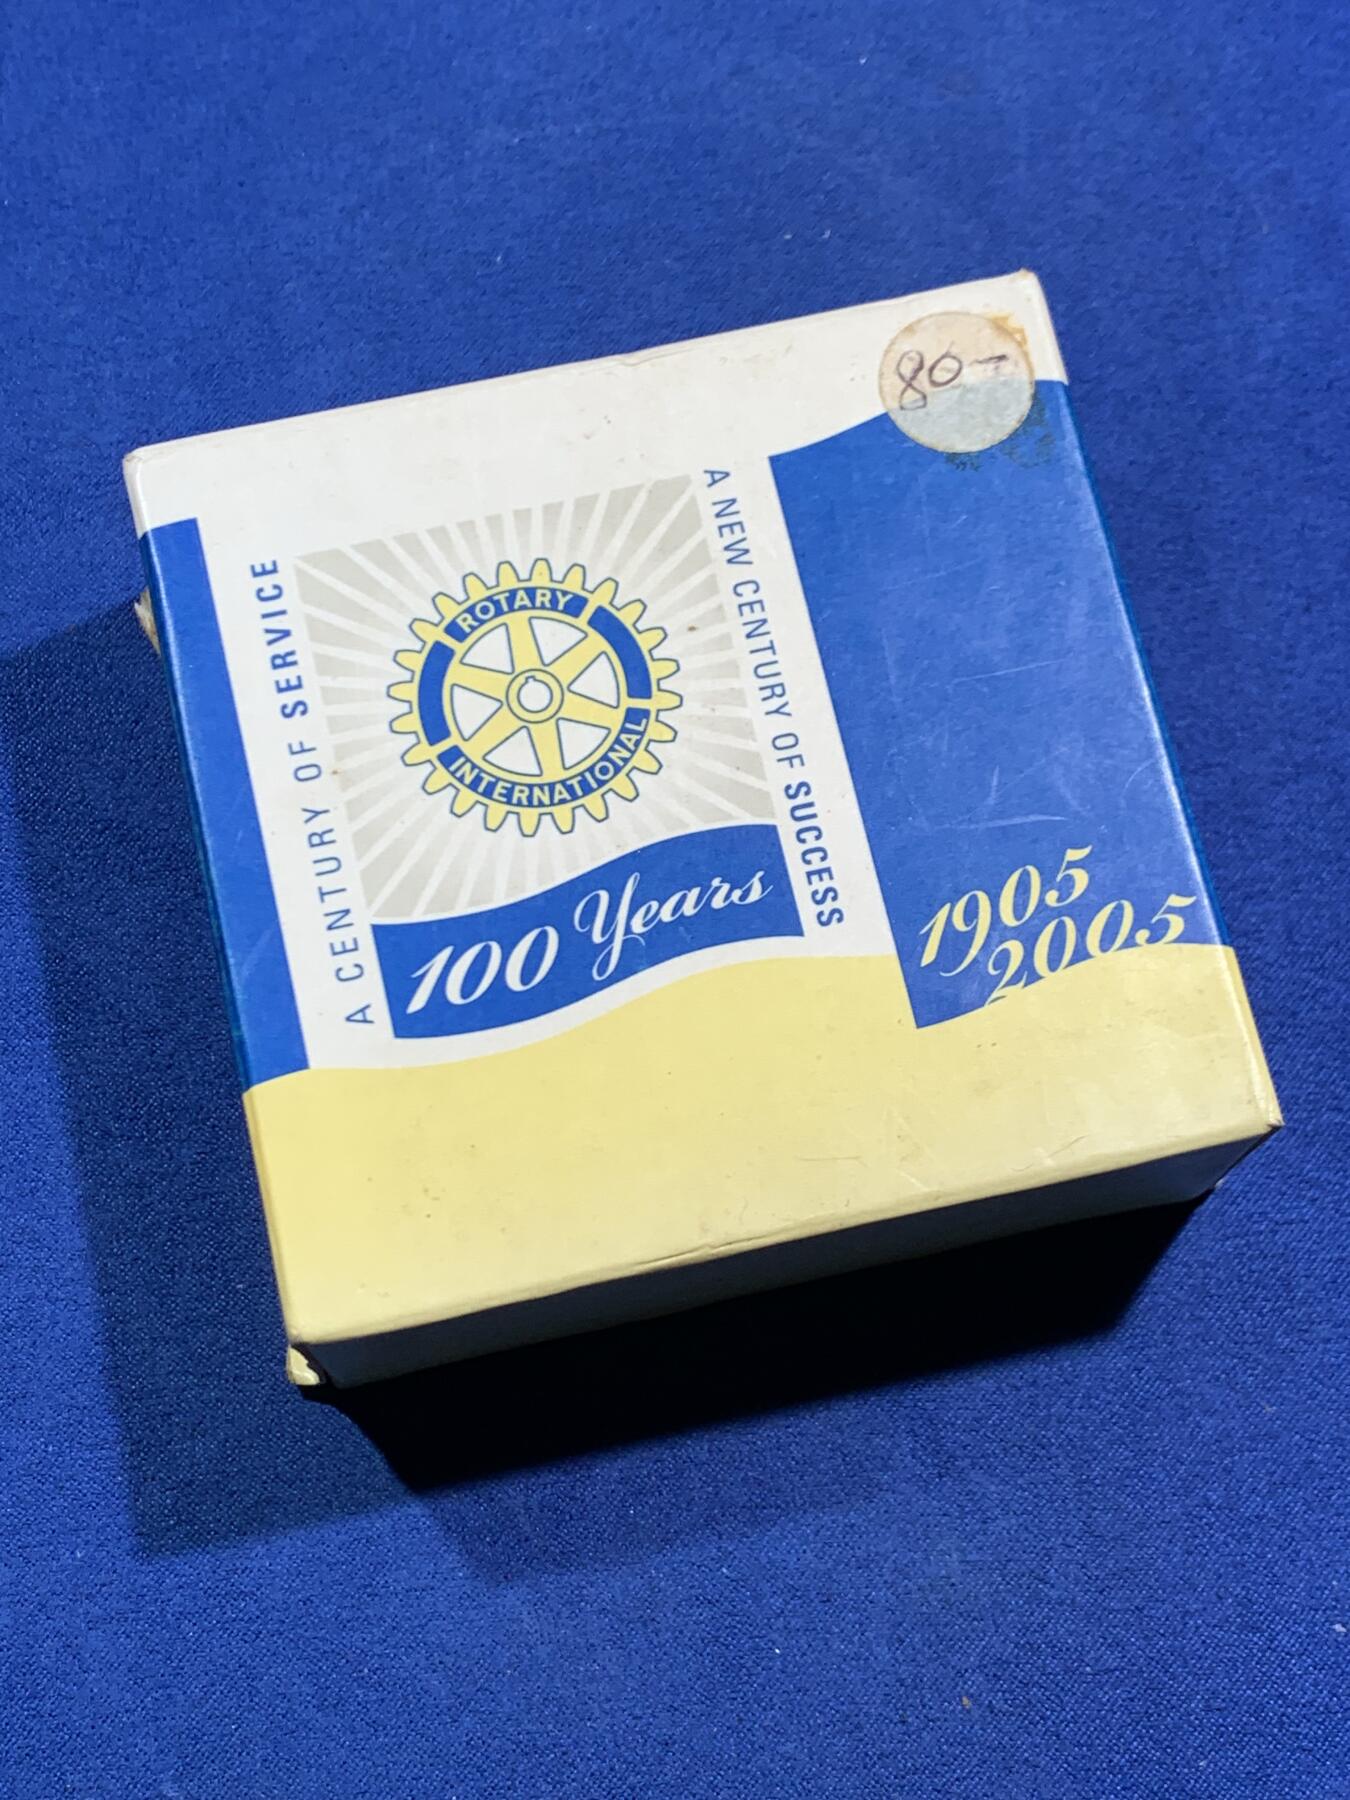 80-
A CENTURY OF SERVICE
ROTARY
INTERNATIONAL
A NEW CENTURY OF SUCCESS
100 Years
1905
2005